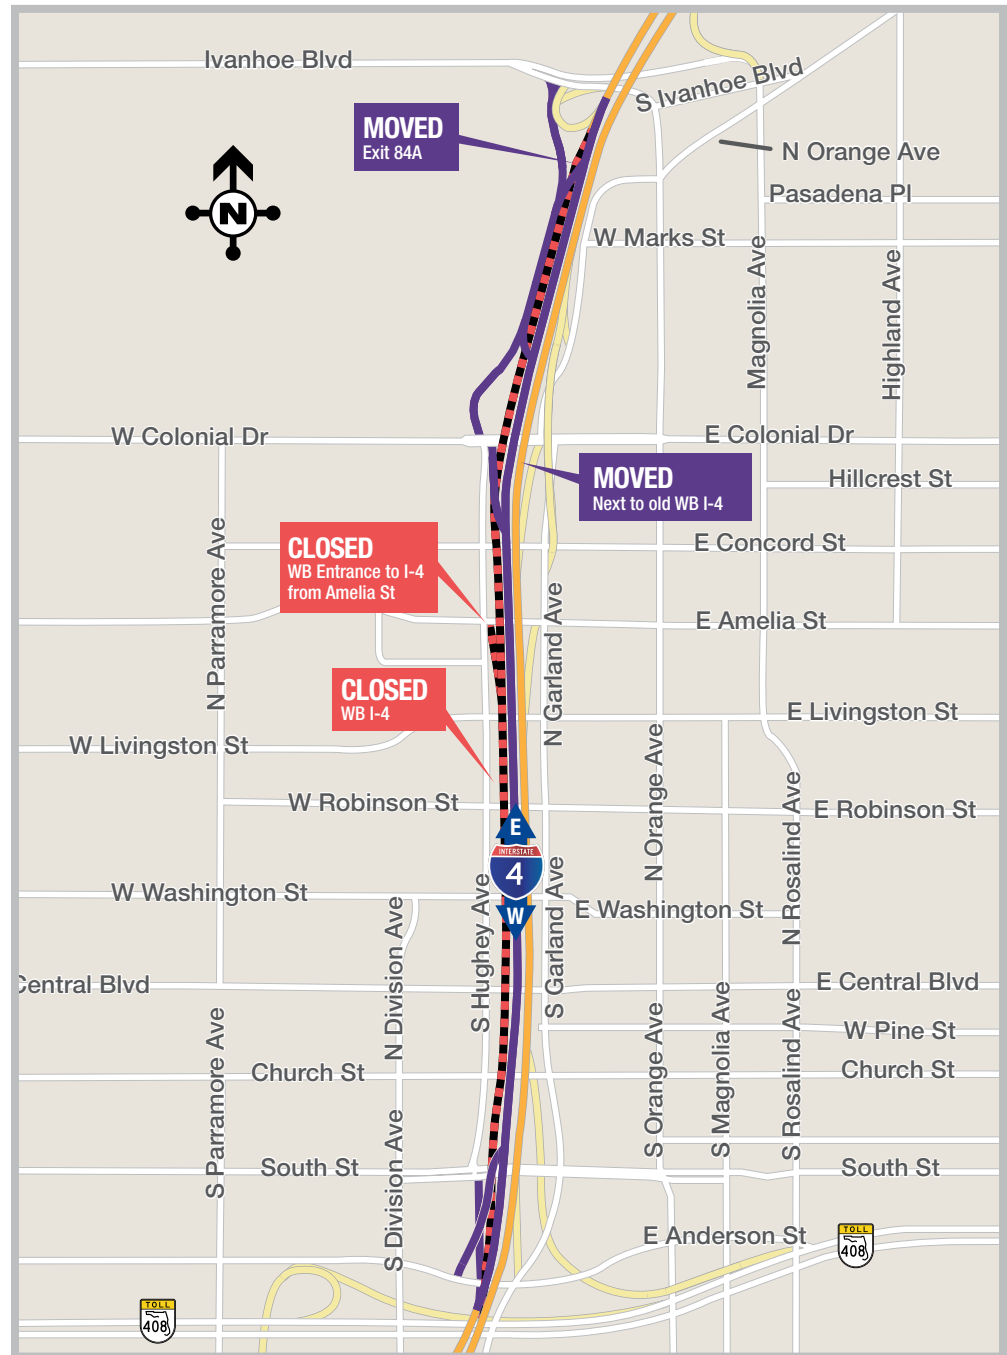 Ivanhoe Blvd
S Ivanhoe Blvd
MOVED
Exit 84A
N Orange Ave
Pasadena Pl
N
W Marks St
Magnolia Ave
Highland Ave
W Colonial Dr
E Colonial Dr
MOVED
Next to old WB I-4
Hillcrest St
CLOSED
WB Entrance to I-4
from Amelia St
E Concord St
N Parramore Ave
N Garland Ave
E Amelia St
CLOSED
WB I-4
E Livingston St
W Livingston St
N Orange Ave
N Rosalind Ave
W Robinson St
E Robinson St
E
INTERSTATE
4
W
W Washington St
E Washington St
S Hughey Ave
S Garland Ave
N Division Ave
Central Blvd
E Central Blvd
S Parramore Ave
S Orange Ave
S Magnolia Ave
S Rosalind Ave
W Pine St
Church St
Church St
S Division Ave
South St
South St
E Anderson St
TOLL
408
TOLL
408